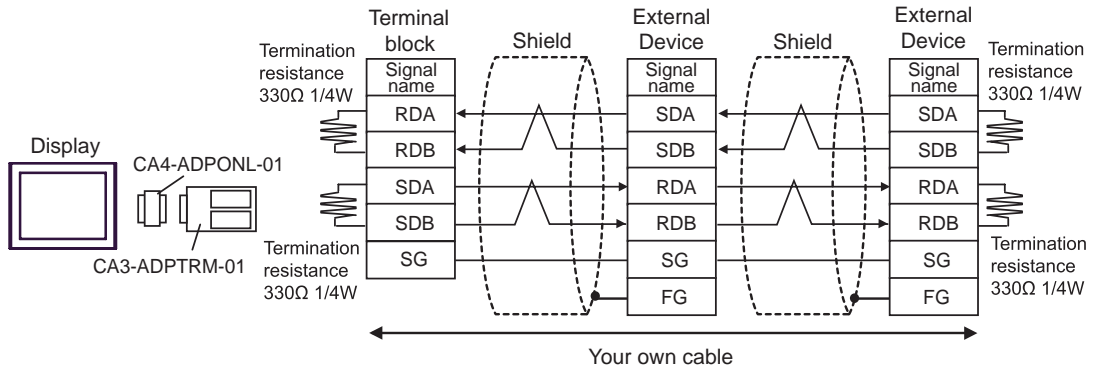 Display
CA4-ADPONL-01
CA3-ADPTRM-01
Termination
resistance
330Ω 1/4W
Termination
resistance
330Ω 1/4W
Terminal
block
Signal
name
RDA
RDB
SDA
SDB
SG
Shield
External
Device
Signal
name
SDA
SDB
RDA
RDB
SG
FG
Shield
External
Device
Signal
name
SDA
SDB
RDA
RDB
SG
FG
Termination
resistance
330Ω 1/4W
Termination
resistance
330Ω 1/4W
Your own cable